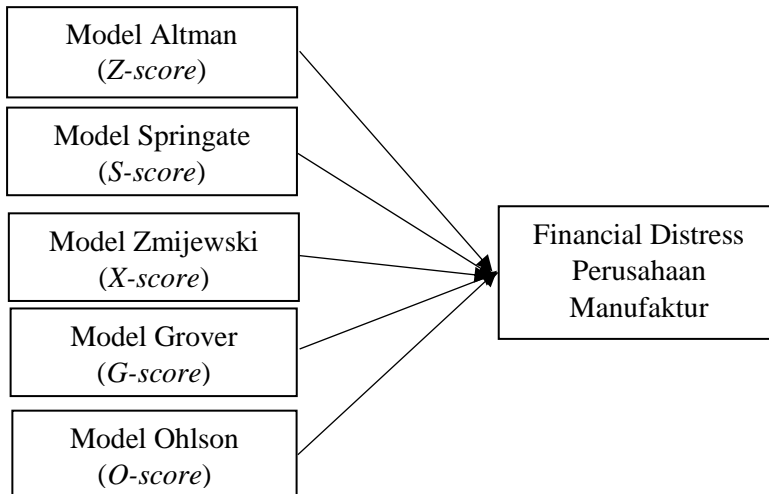 Model Altman
(Z-score)
Model Springate
(S-score)
Model Zmijewski
(X-score)
Model Grover
(G-score)
Model Ohlson
(O-score)
Financial Distress
Perusahaan
Manufaktur